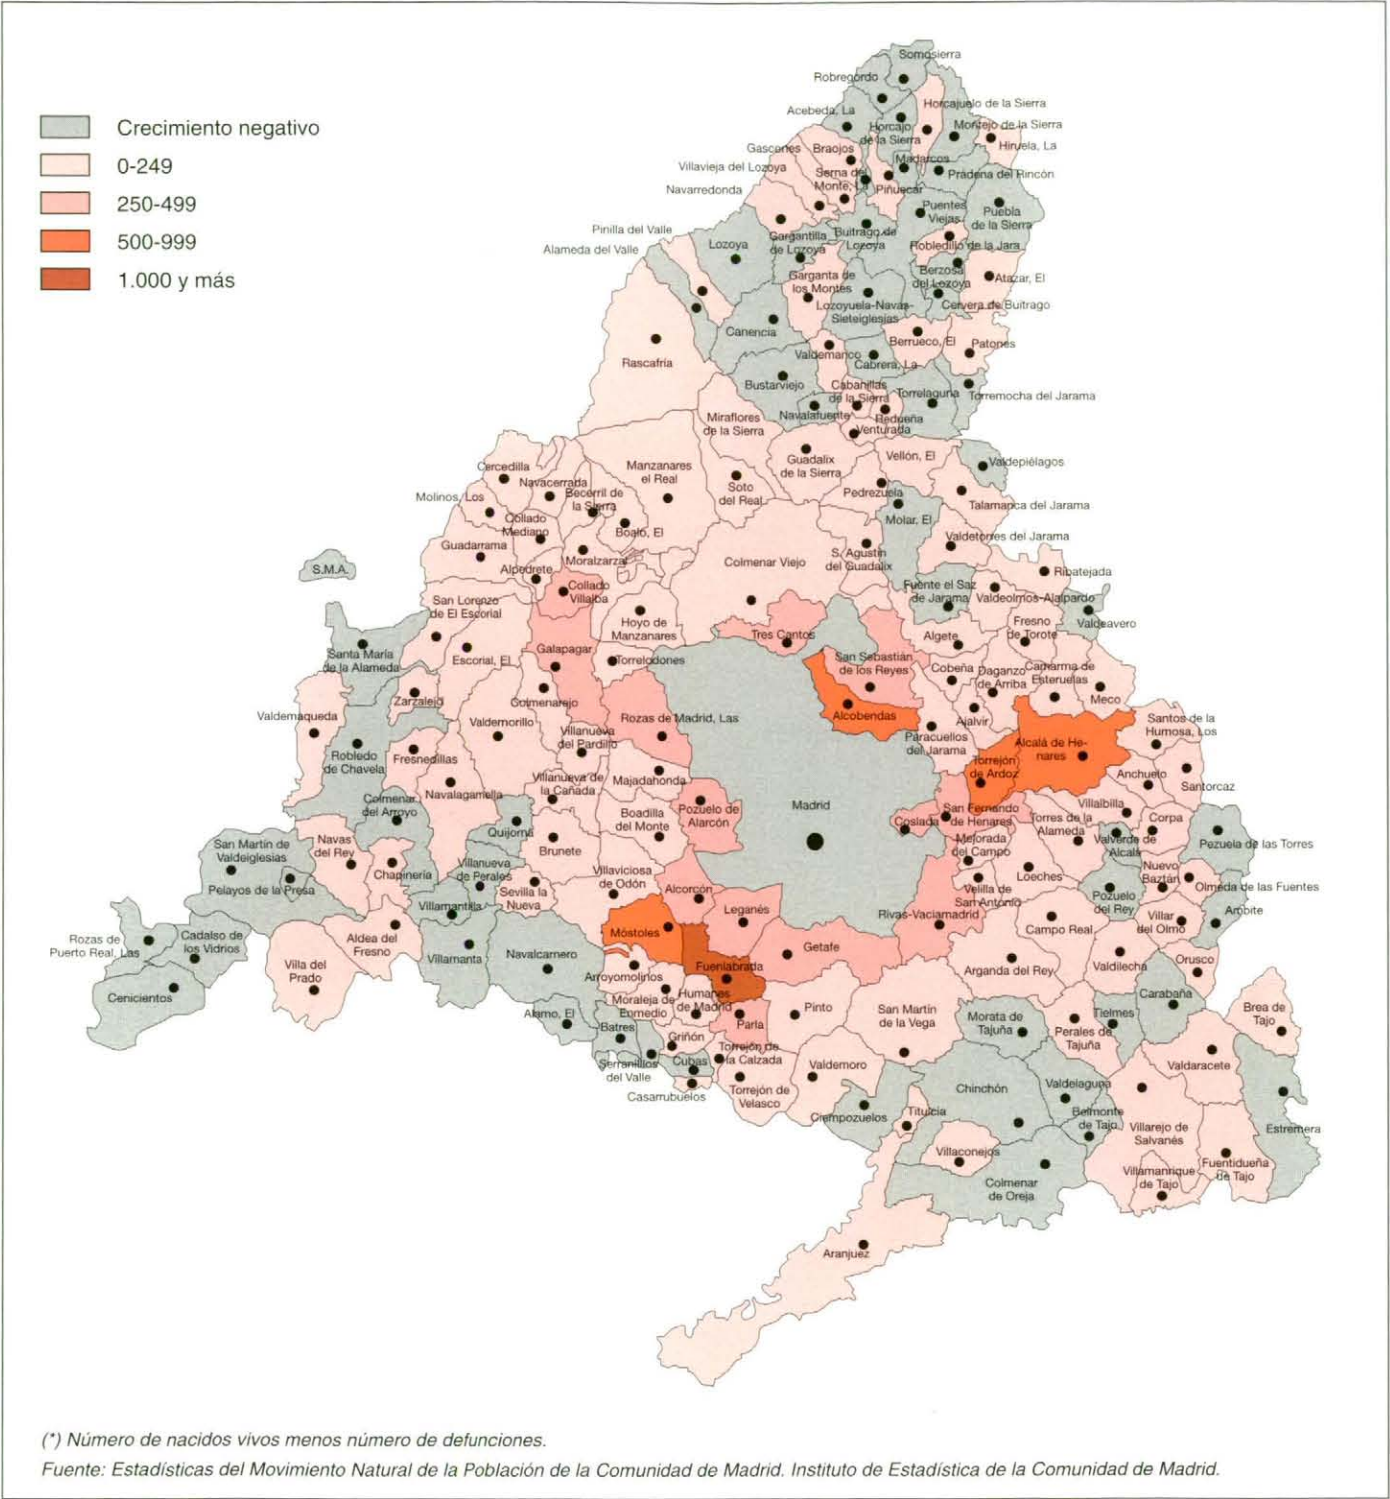 Crecimiento negativo
0-249
250-499
500-999
1.000 y más
Somosierra
Robregordo
Acebeda, La
Horcajuelo de la Sierra
Horcajo
de la Sierra
Montejo de la Sierra
Hiruela, La
Gascones
Braojos
Madarcos
Villavieja del Lozoya
Serna del
Monte, La
Piñuecar
Prádena del Rincón
Navarredonda
Puentes
Viejas
Puebla
de la Sierra
Pinilla del Valle
Alameda del Valle
Lozoya
Gargantilla
de Lozoya
Buitrago de
Lozoya
Robledillo de la Jara
Garganta de
los Montes
Berzosa
del Lozoya
Atazar, El
Lozoyuela-Navas-
Sieteiglesias
Cervera de Buitrago
Canencia
Berrueco, El
Patones
Valdemanco
Cabrera, La
Rascafría
Bustarviejo
Cabanillas
de la Sierra
Torrelaguna
Torremocha del Jarama
Navalafuente
Redueña
Venturada
Miraflores
de la Sierra
Guadalix
de la Sierra
Vellón, El
Valdepiélagos
Cercedilla
Navacerrada
Manzanares
el Real
Molinos, Los
Becerril de
la Sierra
Soto
del Real
Pedrezuela
Talamanca del Jarama
Collado
Mediano
Boalo, El
Molar, El
Guadarrama
Valdetorres del Jarama
S.M.A.
Alpedrete
Moralzarzal
Colmenar Viejo
S. Agustín
del Guadalix
Ribatejada
Collado
Villalba
Fuente el Saz
de Jarama
Valdeolmos-Alalpardo
San Lorenzo
de El Escorial
Hoyo de
Manzanares
Tres Cantos
Algete
Fresno
de Torote
Valdeavero
Santa María
de la Alameda
Escorial, El
Galapagar
Torrelodones
San Sebastián
de los Reyes
Cobeña
Daganzo
de Arriba
Camarma de
Esteruelas
Meco
Zarzalejo
Colmenarejo
Valdemaqueda
Valdemorillo
Rozas de Madrid, Las
Alcobendas
Ajalvir
Santos de la
Humosa, Los
Villanueva
del Pardillo
Paracuellos
del Jarama
Alcalá de He-
nares
Robledo
de Chavela
Fresnedillas
Torrejón
de Ardoz
Anchuelo
Santorcaz
Villanueva de
la Cañada
Majadahonda
Navalagamella
Colmenar
del Arroyo
Boadilla
del Monte
Pozuelo de
Alarcón
Madrid
San Fernando
de Henares
Coslada
Torres de la
Alameda
Villalbilla
Corpa
Quijorna
Brunete
Mejorada
del Campo
Valverde de
Alcalá
Pezuela de las Torres
San Martín de
Valdeiglesias
Navas
del Rey
Chapinería
Villanueva
de Perales
Villaviciosa
de Odón
Loeches
Nuevo
Baztán
Pelayos de la Presa
Sevilla la
Nueva
Alcorcón
Velilla de
San Antonio
Pozuelo
del Rey
Olmeda de las Fuentes
Villamantilla
Leganés
Rivas-Vaciamadrid
Campo Real
Villar
del Olmo
Ambite
Rozas de
Puerto Real, Las
Cadalso de
los Vidrios
Aldea del
Fresno
Móstoles
Getafe
Villamanta
Navalcarnero
Fuenlabrada
Arganda del Rey
Valdilecha
Orusco
Villa del
Prado
Arroyomolinos
Cenicientos
Moraleja de
Enmedio
Humanes
de Madrid
Pinto
San Martín
de la Vega
Carabaña
Brea de
Tajo
Alamo, El
Batres
Parla
Morata de
Tajuña
Tielmes
Perales de
Tajuña
Griñón
Torrejón de
la Calzada
Serranillos
del Valle
Cubas
Valdemoro
Valdaracete
Casarrubuelos
Torrejón de
Velasco
Chinchón
Valdelaguna
Ciempozuelos
Titulcia
Belmonte
de Tajo
Villarejo de
Salvanés
Estremera
Villaconejos
Colmenar
de Oreja
Villamanrique
de Tajo
Fuentidueña
de Tajo
Aranjuez
(*) Número de nacidos vivos menos número de defunciones.
Fuente: Estadísticas del Movimiento Natural de la Población de la Comunidad de Madrid. Instituto de Estadística de la Comunidad de Madrid.